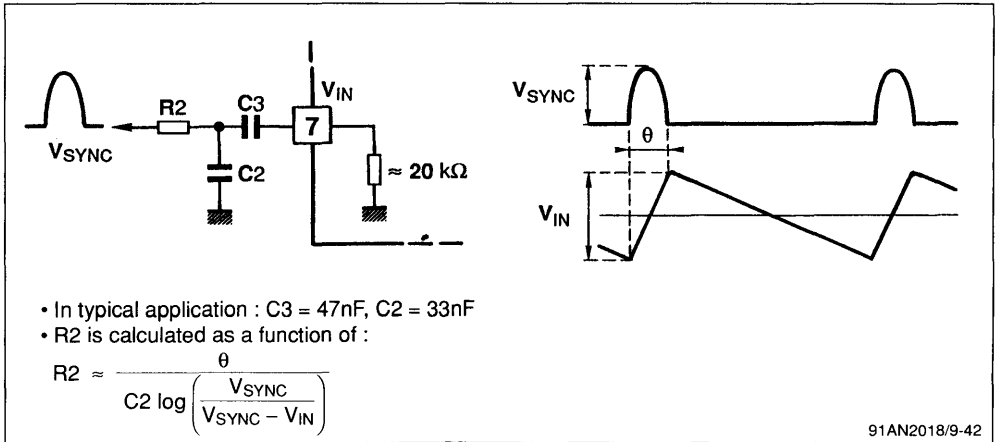 V_IN
R2
C3
7
V_SYNC
C2
≈ 20 kΩ
V_SYNC
θ
V_IN
• In typical application : C3 = 47nF, C2 = 33nF
• R2 is calculated as a function of :
R2 ≈ θ / (C2 log (V_SYNC / (V_SYNC – V_IN)))
91AN2018/9-42